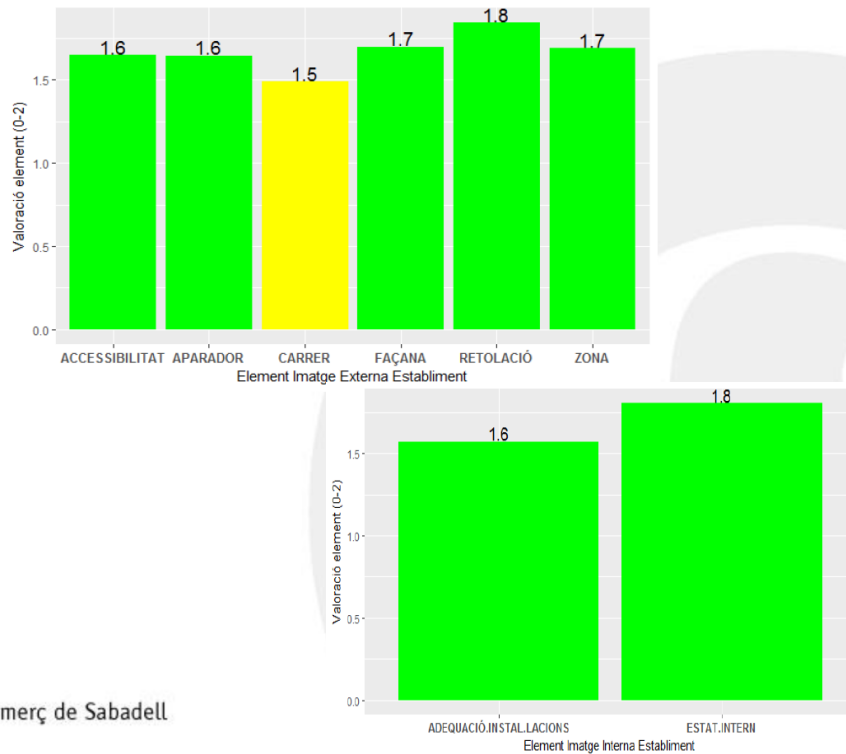 1.6 1.6 1.5 1.7 1.8 1.7
Valoració element (0-2)
1.5
1.0
0.5
0.0
ACCESSIBILITAT APARADOR CARRER FAÇANA RETOLACIÓ ZONA
Element Imatge Externa Establiment
1.6 1.8
Valoració element (0-2)
1.5
1.0
0.5
0.0
ADEQUACIÓ.INSTAL.LACIONS ESTAT.INTERN
Element Imatge Interna Establiment
merç de Sabadell